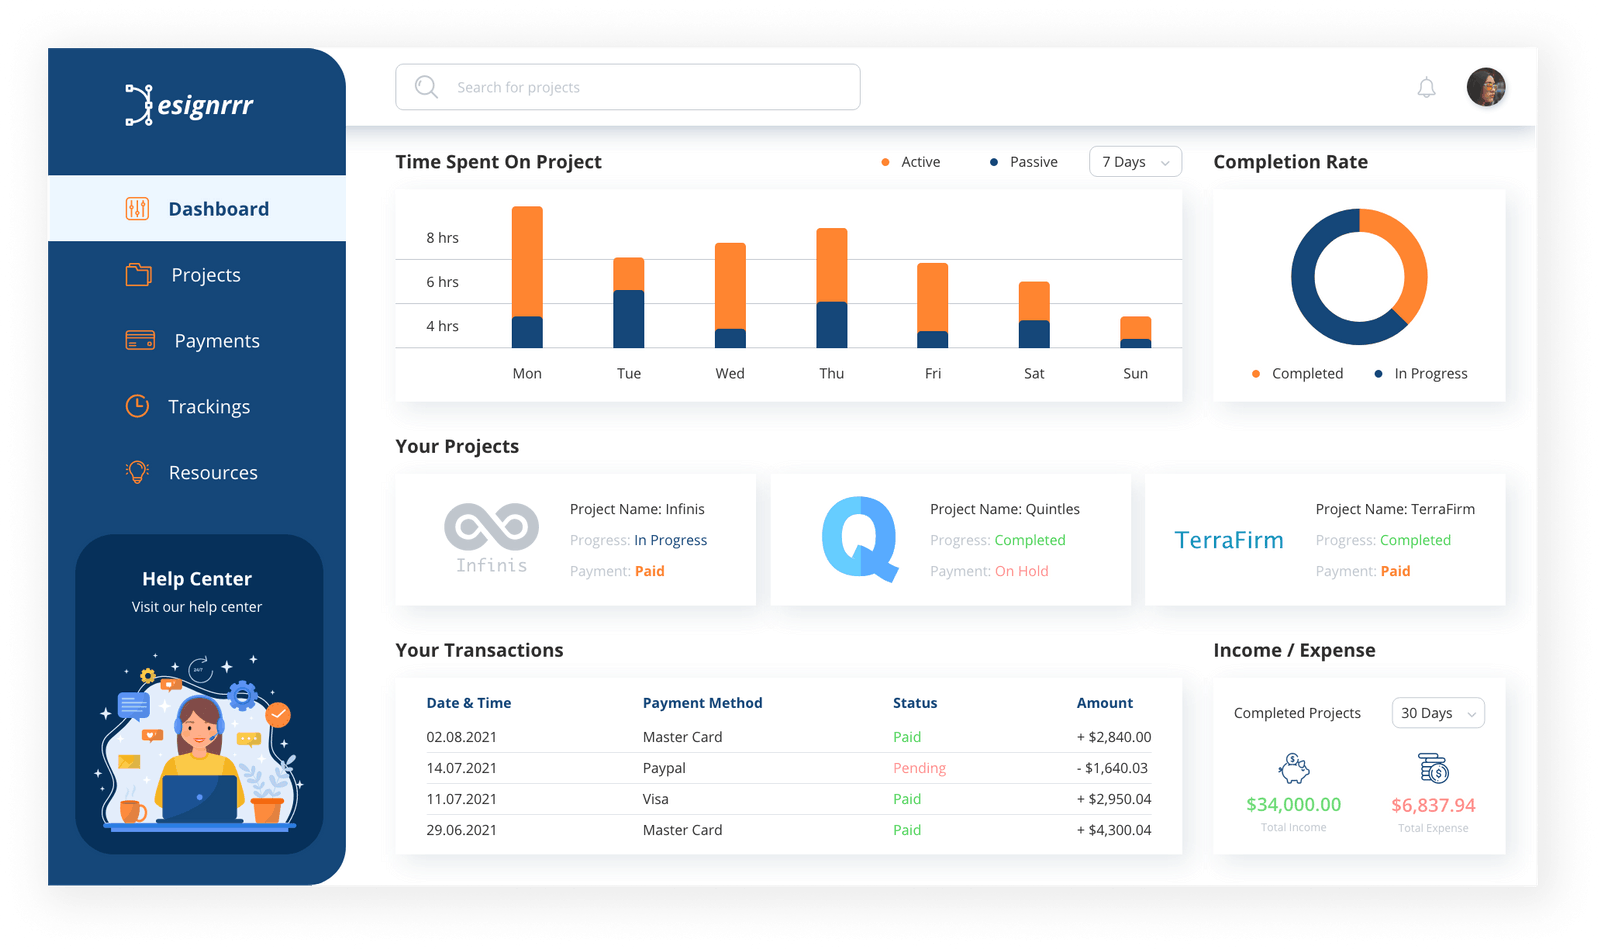 esignrrr
Search for projects
Dashboard
Projects
Payments
Trackings
Resources
Help Center
Visit our help center
24/7
Time Spent On Project
Active
Passive
7 Days
8 hrs
6 hrs
4 hrs
Mon Tue Wed Thu Fri Sat Sun
Completion Rate
Completed
In Progress
Your Projects
Infinis
Project Name: Infinis
Progress: In Progress
Payment: Paid
Q
Project Name: Quintles
Progress: Completed
Payment: On Hold
TerraFirm
Project Name: TerraFirm
Progress: Completed
Payment: Paid
Your Transactions
Date & Time Payment Method Status Amount
02.08.2021 Master Card Paid + $2,840.00
14.07.2021 Paypal Pending - $1,640.03
11.07.2021 Visa Paid + $2,950.04
29.06.2021 Master Card Paid + $4,300.04
Income / Expense
Completed Projects
30 Days
$34,000.00
Total Income
$6,837.94
Total Expense